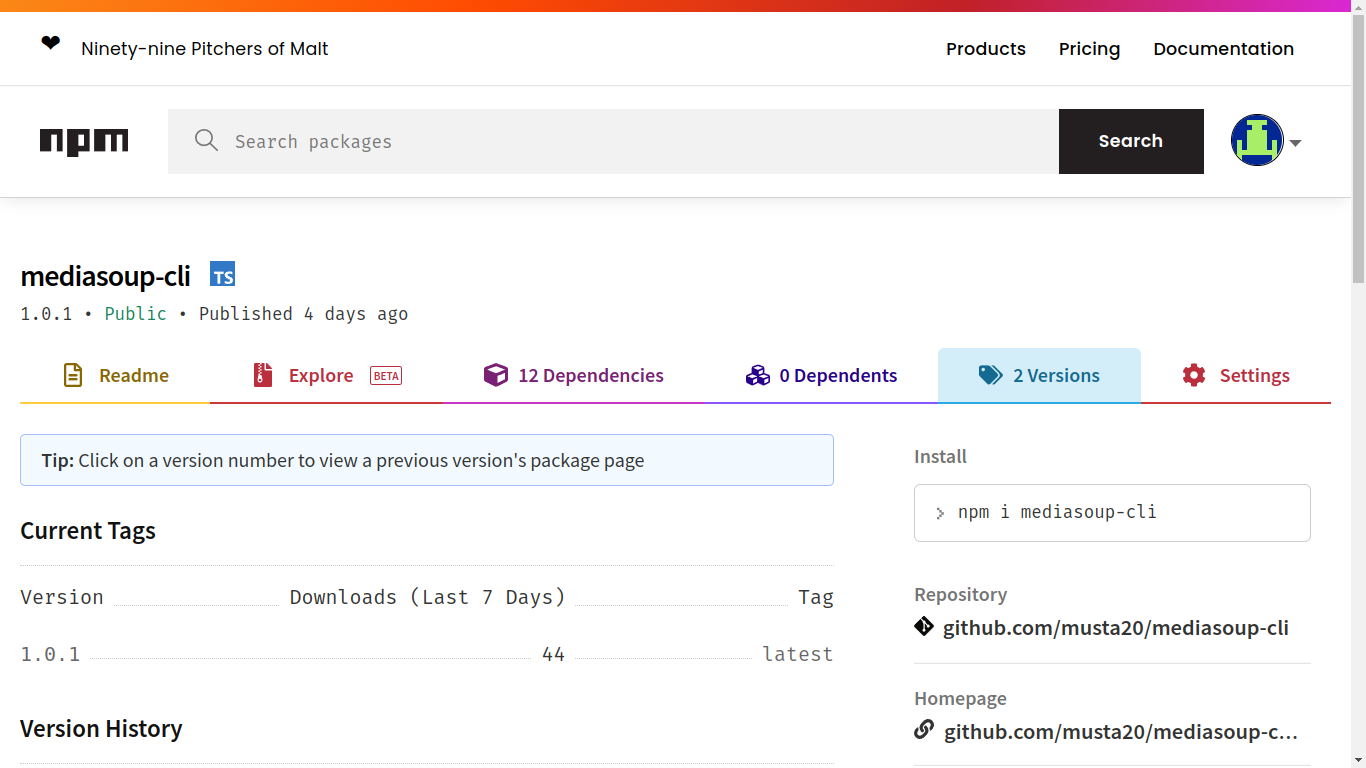 ❤ Ninety-nine Pitchers of Malt Products Pricing Documentation
npm Search packages Search
mediasoup-cli TS
1.0.1 • Public • Published 4 days ago
Readme Explore BETA 12 Dependencies 0 Dependents 2 Versions Settings
Tip: Click on a version number to view a previous version's package page
Current Tags
Version Downloads (Last 7 Days) Tag
1.0.1 44 latest
Version History
Install
npm i mediasoup-cli
Repository
github.com/musta20/mediasoup-cli
Homepage
github.com/musta20/mediasoup-c...